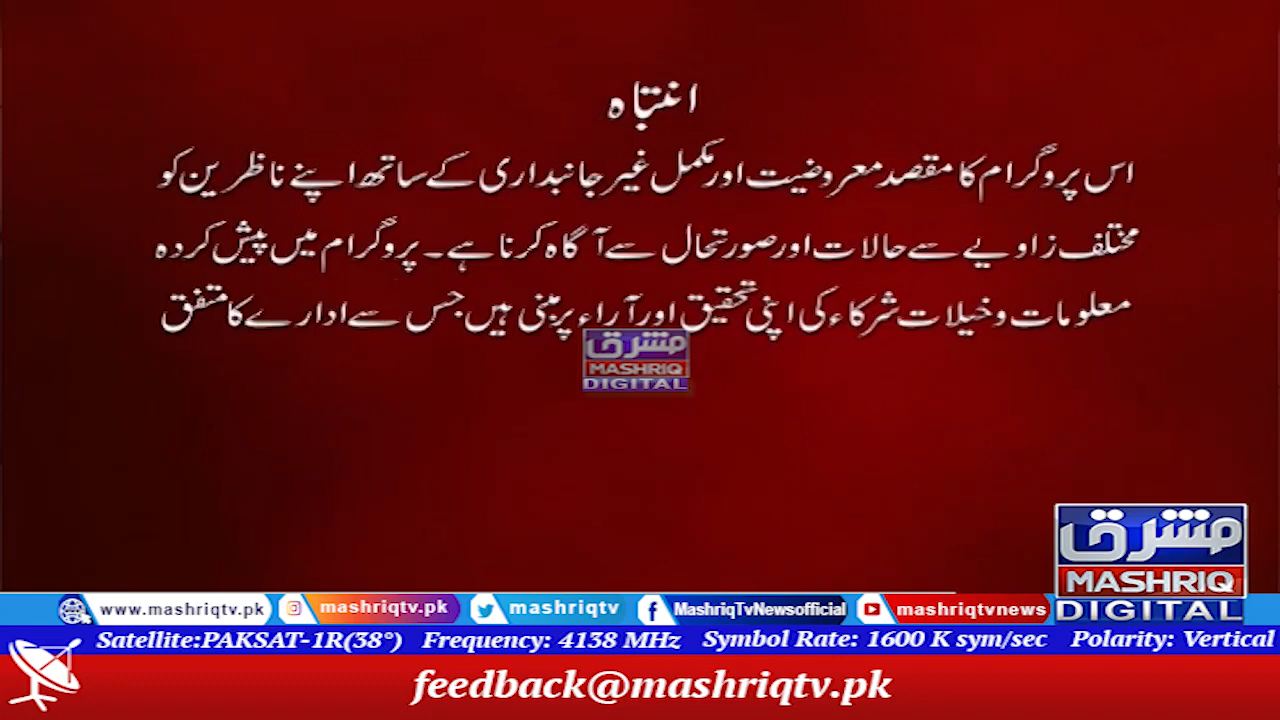 انتباہ
اس پروگرام کا مقصد معروضیت اور مکمل غیر جانبداری کے ساتھ اپنے ناظرین کو
مختلف زاویے سے حالات اور صورتحال سے آگاہ کرنا ہے۔ پروگرام میں پیش کردہ
معلومات و خیلات شرکاء کی اپنی تحقیق اور آراء پر مبنی ہیں جس سے ادارے کا متفق
مشرق
MASHRIQ
DIGITAL
مشرق
MASHRIQ
DIGITAL
www.mashriqtv.pk mashriqtv.pk mashriqtv MashriqTvNewsofficial mashriqtvnews
Satellite:PAKSAT-1R(38°) Frequency: 4138 MHz Symbol Rate: 1600 K sym/sec Polarity: Vertical
feedback@mashriqtv.pk